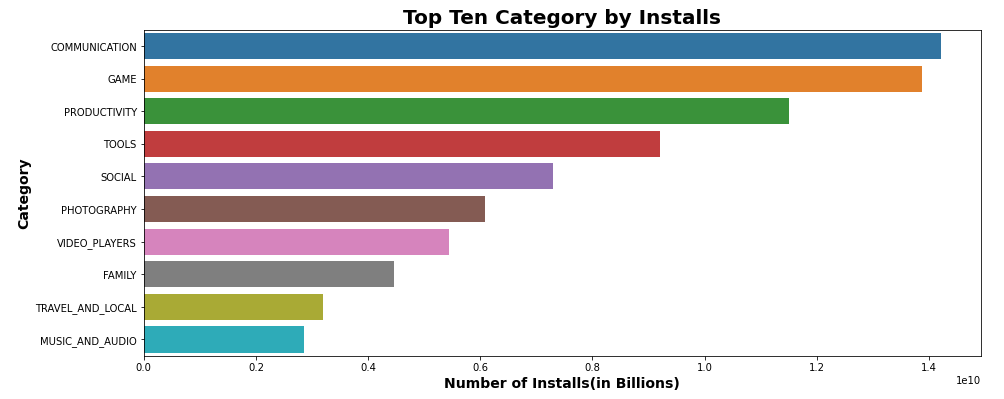 Top Ten Category by Installs
Category
COMMUNICATION
GAME
PRODUCTIVITY
TOOLS
SOCIAL
PHOTOGRAPHY
VIDEO_PLAYERS
FAMILY
TRAVEL_AND_LOCAL
MUSIC_AND_AUDIO
0.0 0.2 0.4 0.6 0.8 1.0 1.2 1.4
1e10
Number of Installs(in Billions)